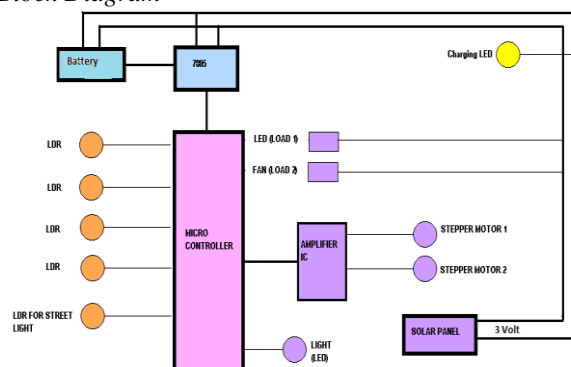 Block Diagram
Battery
7805
Charging LED
LDR
LED (LOAD 1)
FAN (LOAD 2)
LDR
LDR
MICRO
CONTROLLER
AMPLIFIER
IC
STEPPER MOTOR 1
LDR
STEPPER MOTOR 2
LDR FOR STREET
LIGHT
SOLAR PANEL
3 Volt
LIGHT
(LED)